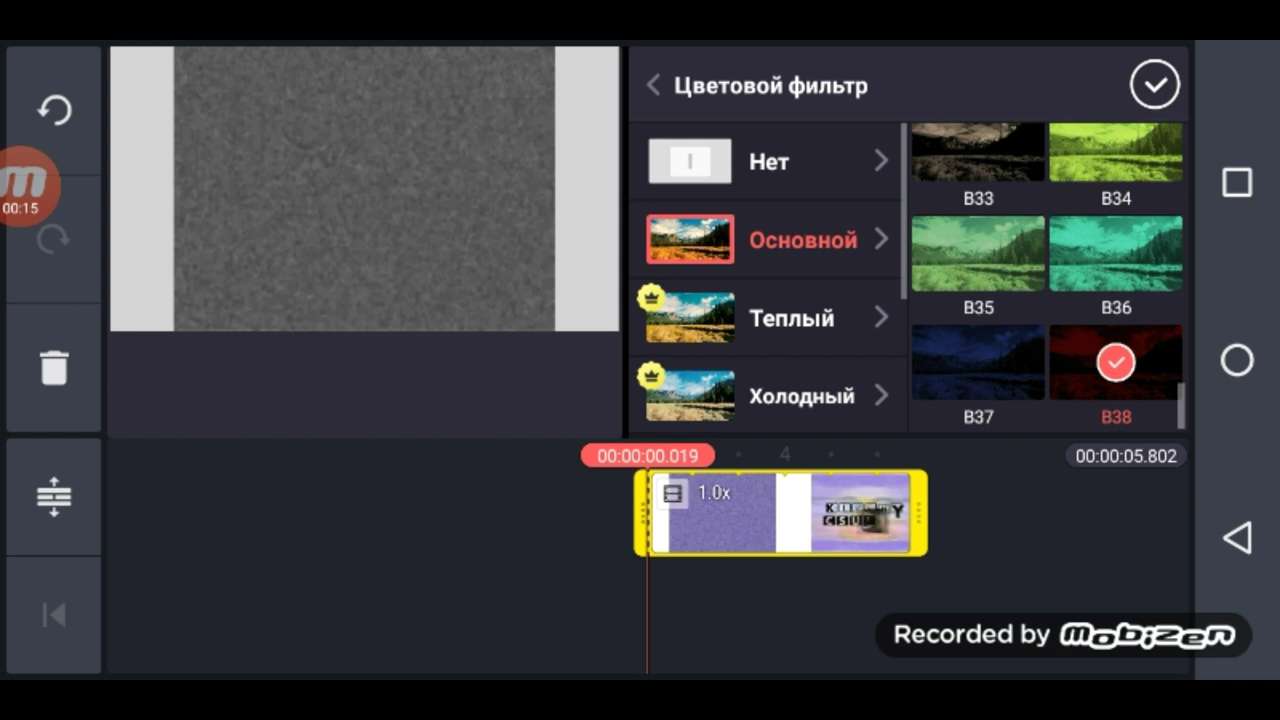 Цветовой фильтр
00:15
Нет
Основной
Теплый
Холодный
B33
B34
B35
B36
B37
B38
00:00:00.019
4
00:00:05.802
1.0x
CSUP
Recorded by mobizen